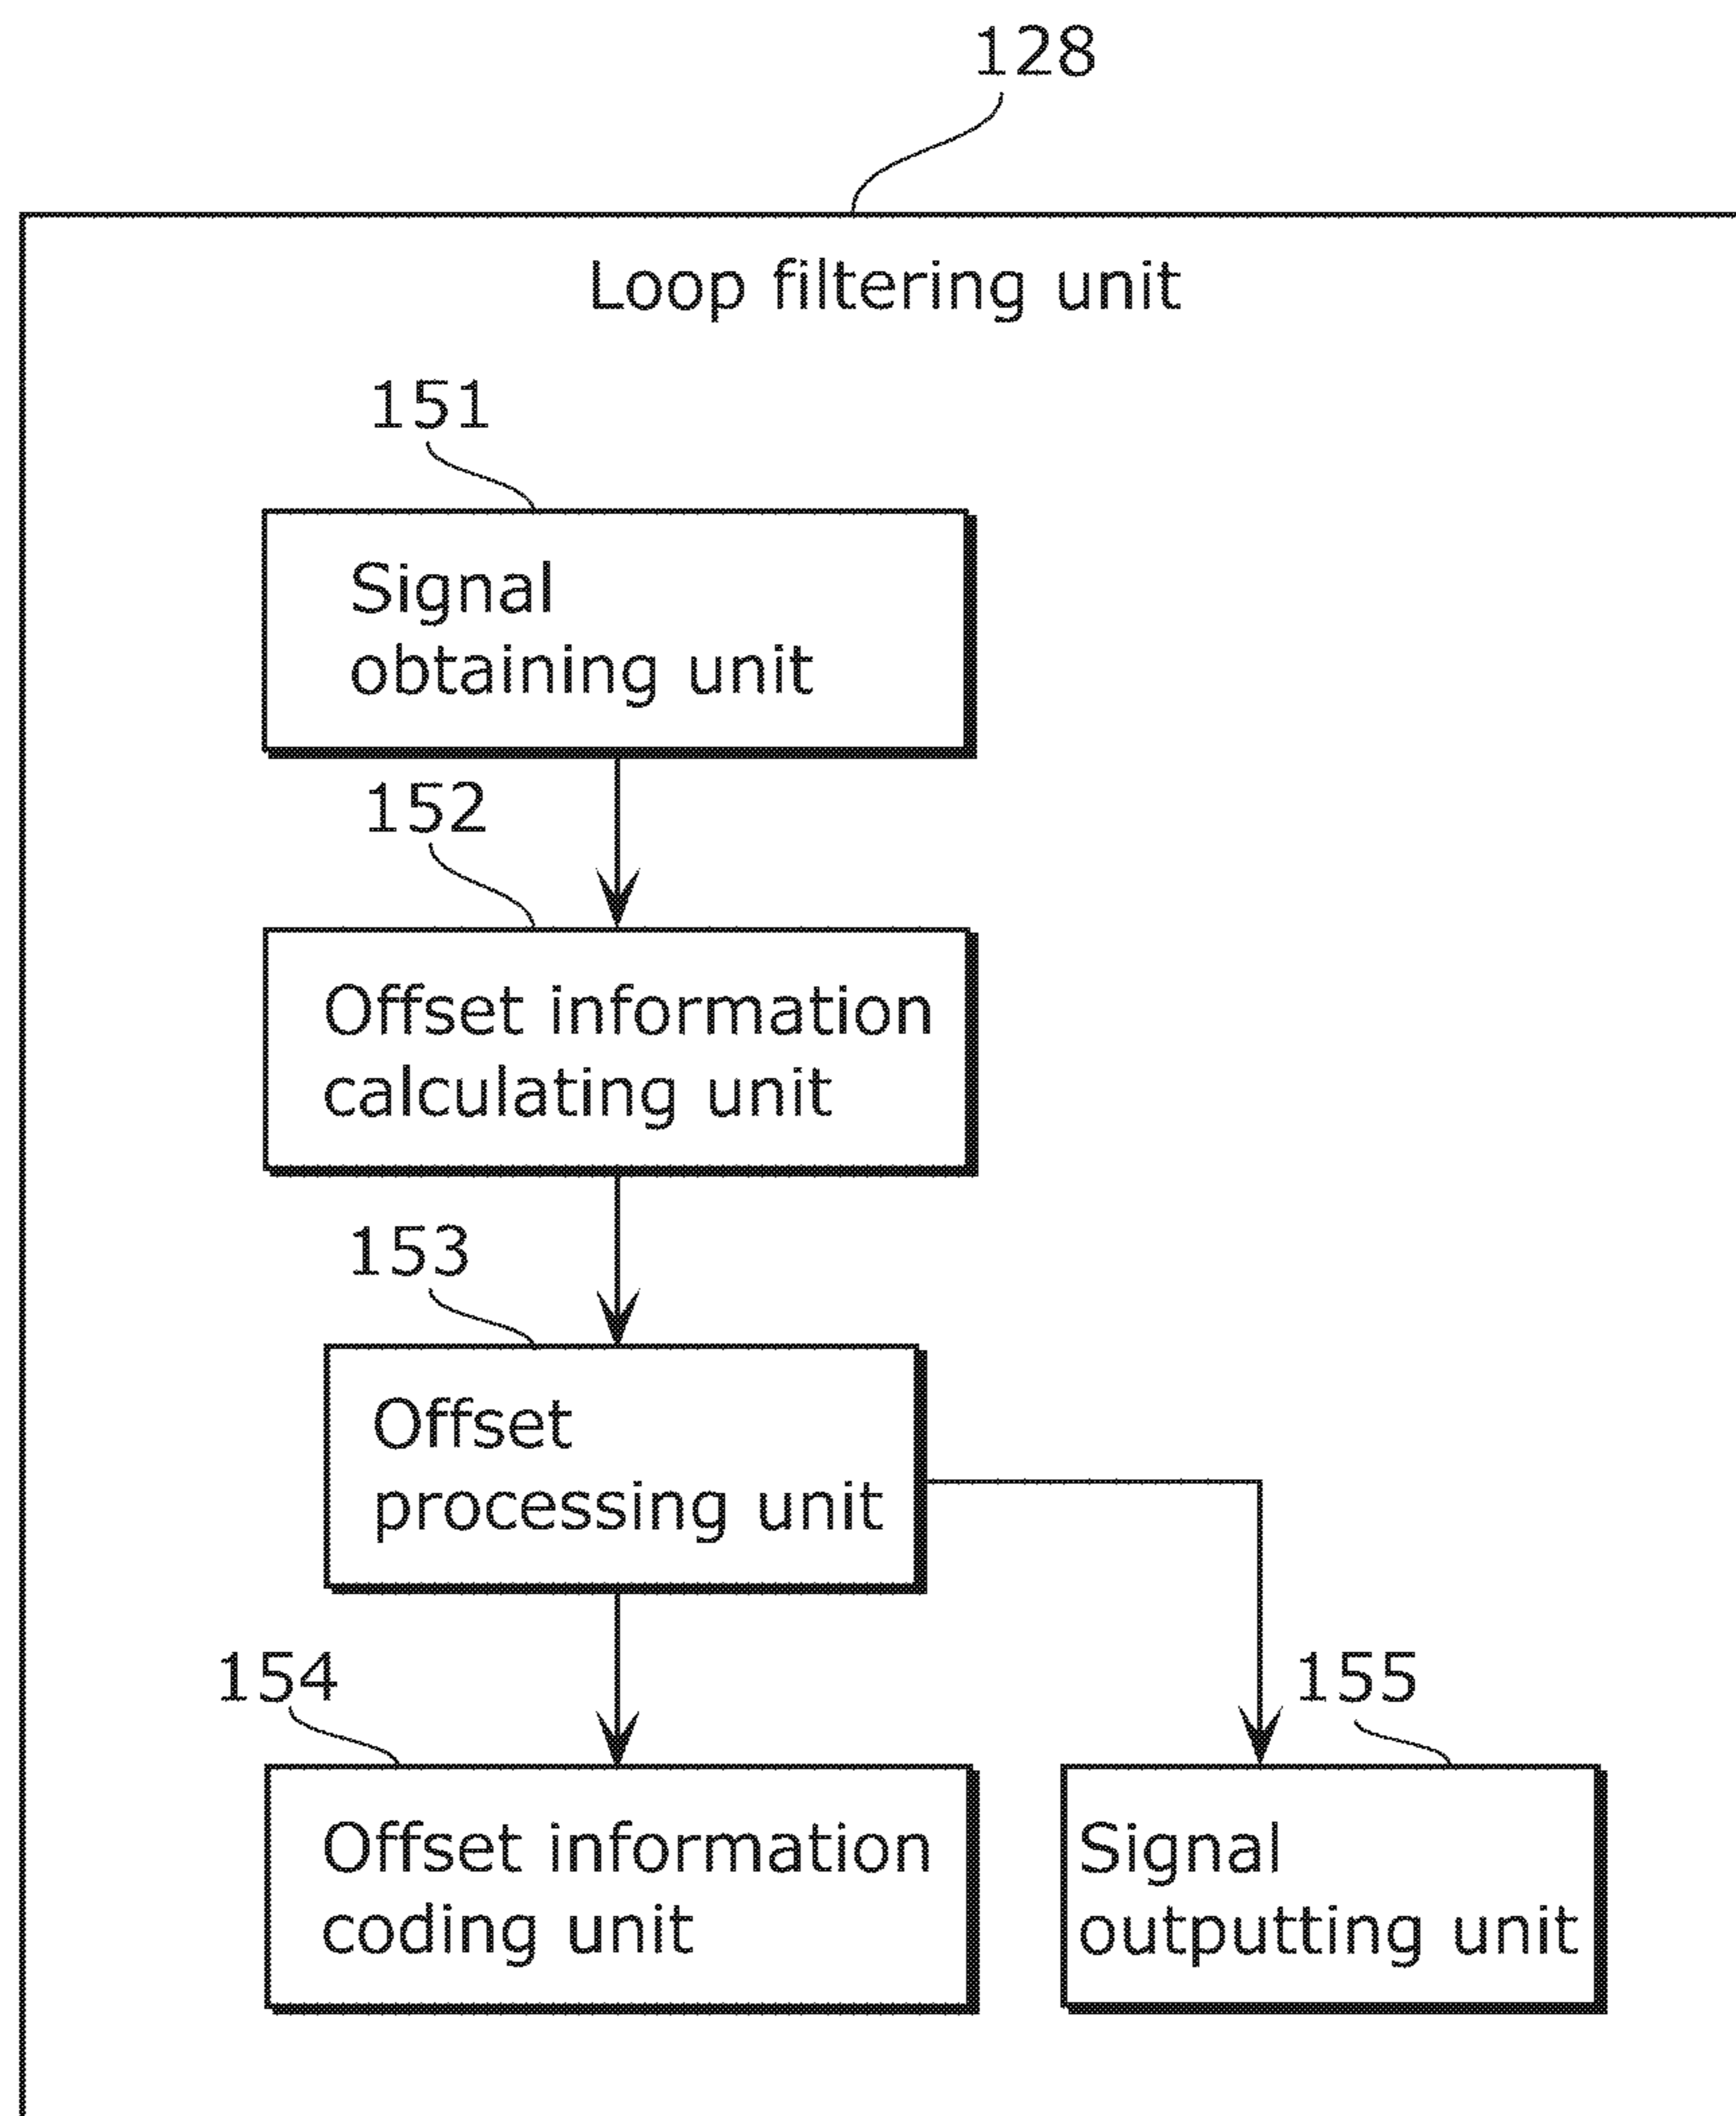 128
Loop filtering unit
151
Signal
obtaining unit
152
Offset information
calculating unit
153
Offset
processing unit
154
155
Offset information
coding unit
Signal
outputting unit